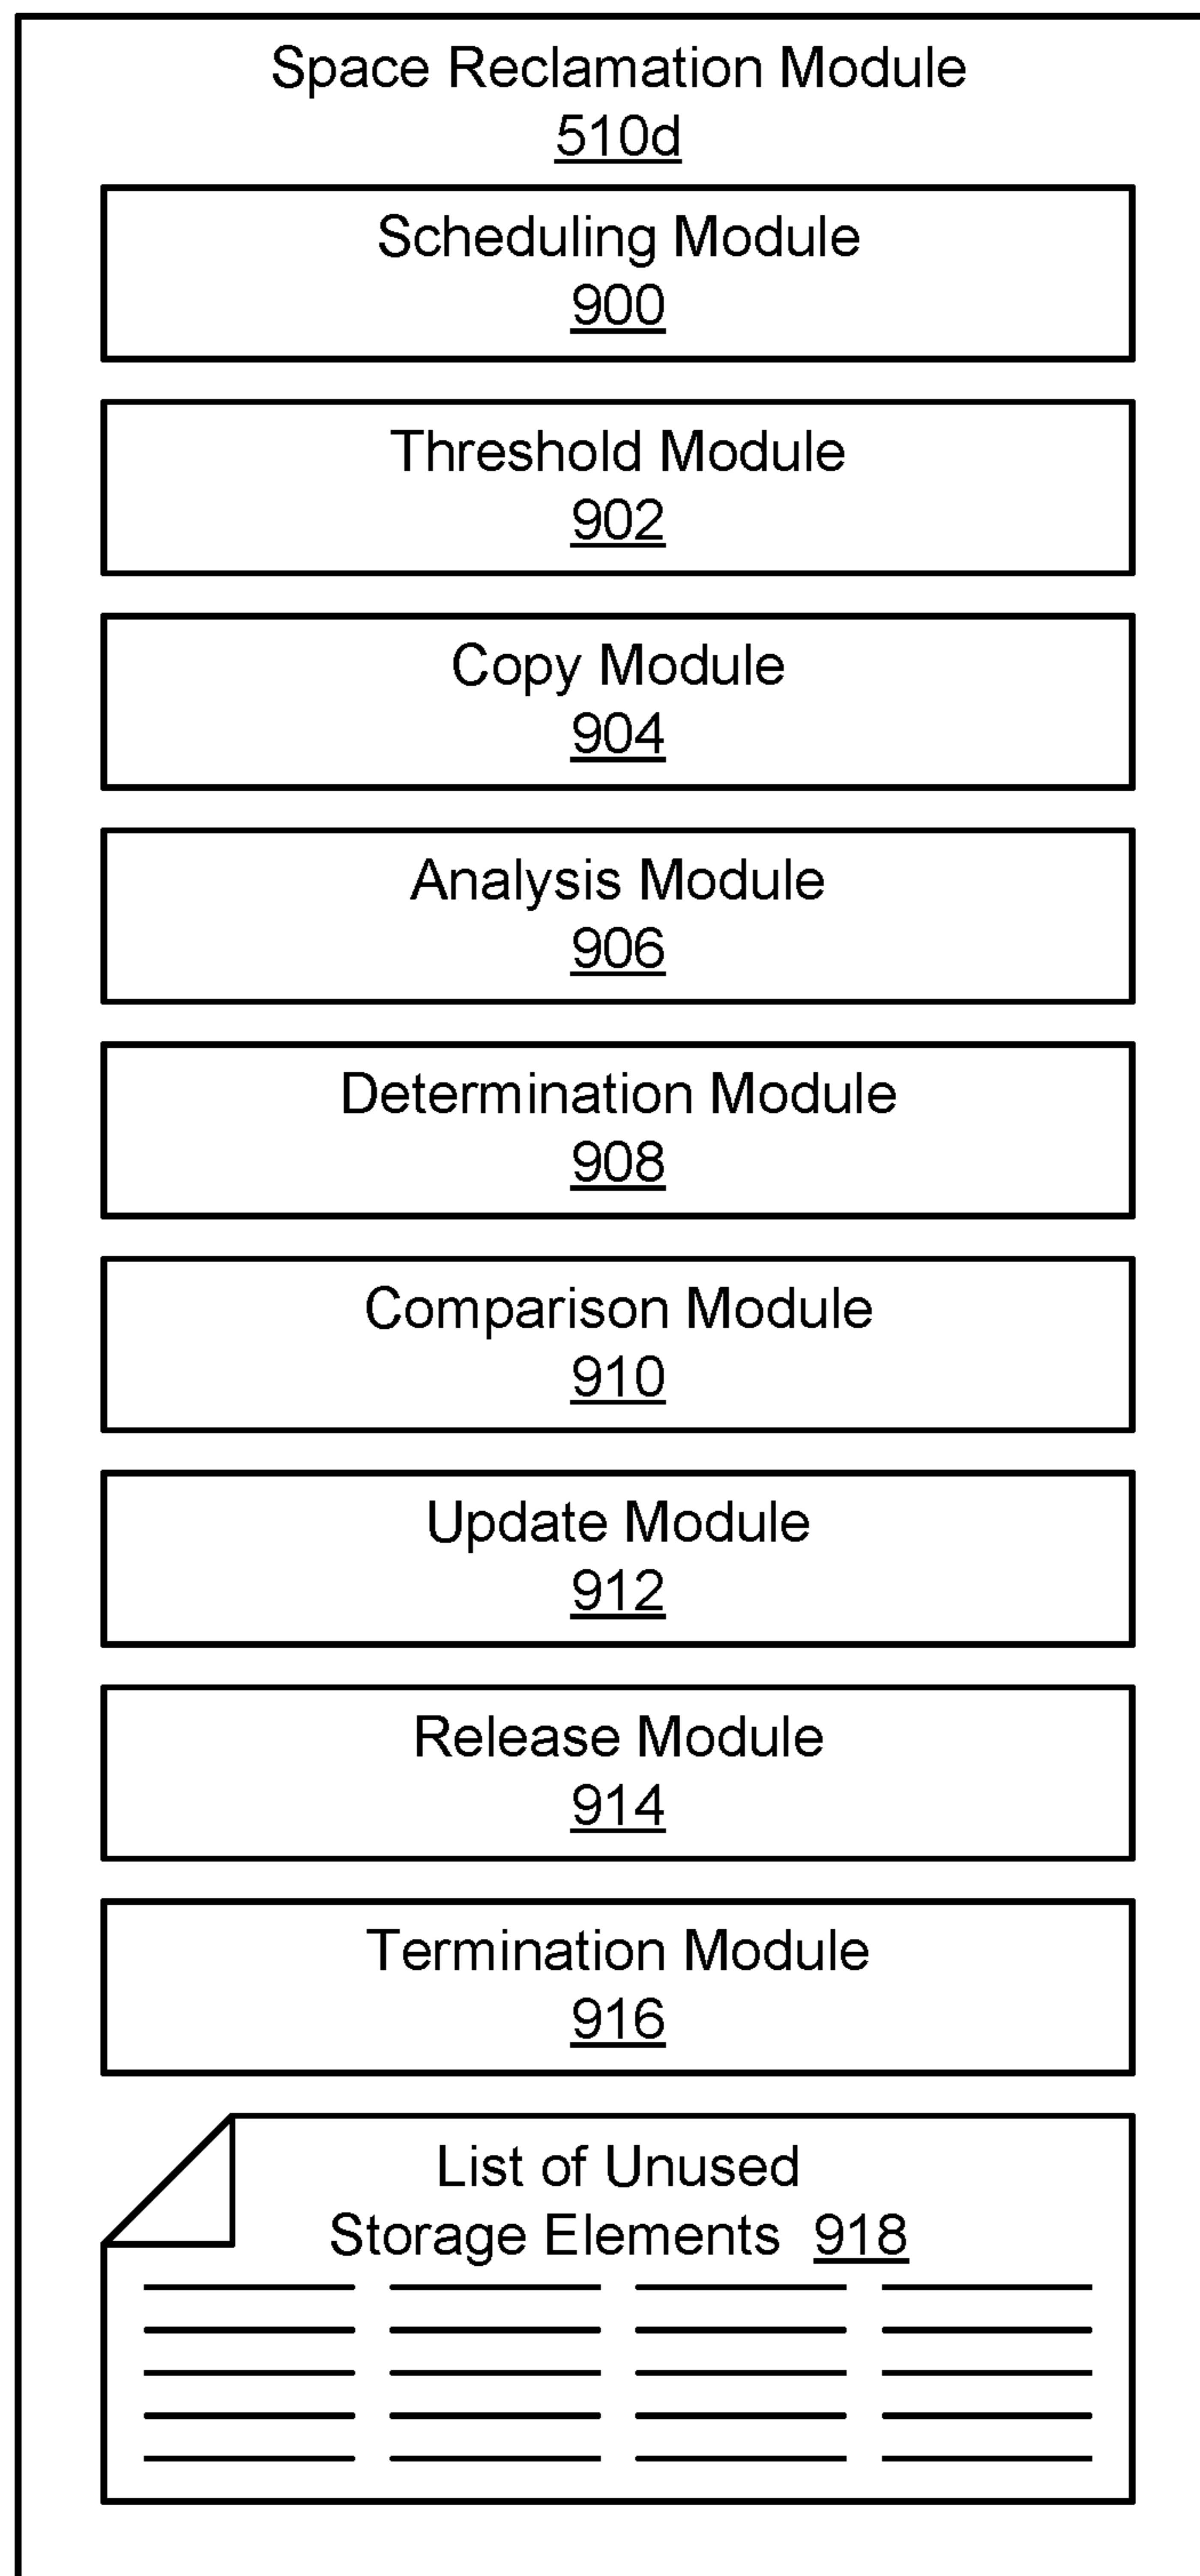 Space Reclamation Module
510d
Scheduling Module
900
Threshold Module
902
Copy Module
904
Analysis Module
906
Determination Module
908
Comparison Module
910
Update Module
912
Release Module
914
Termination Module
916
List of Unused
Storage Elements 918